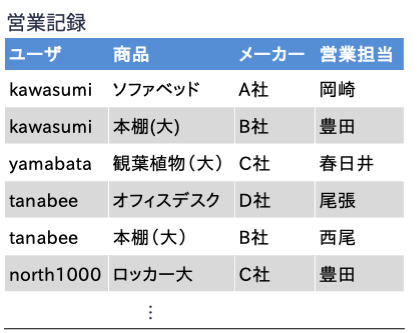 営業記録
ユーザ 商品 メーカー 営業担当
kawasumi ソファベッド A社 岡崎
kawasumi 本棚(大) B社 豊田
yamabata 観葉植物（大） C社 春日井
tanabee オフィスデスク D社 尾張
tanabee 本棚（大） B社 西尾
north1000 ロッカー大 C社 豊田
⋮